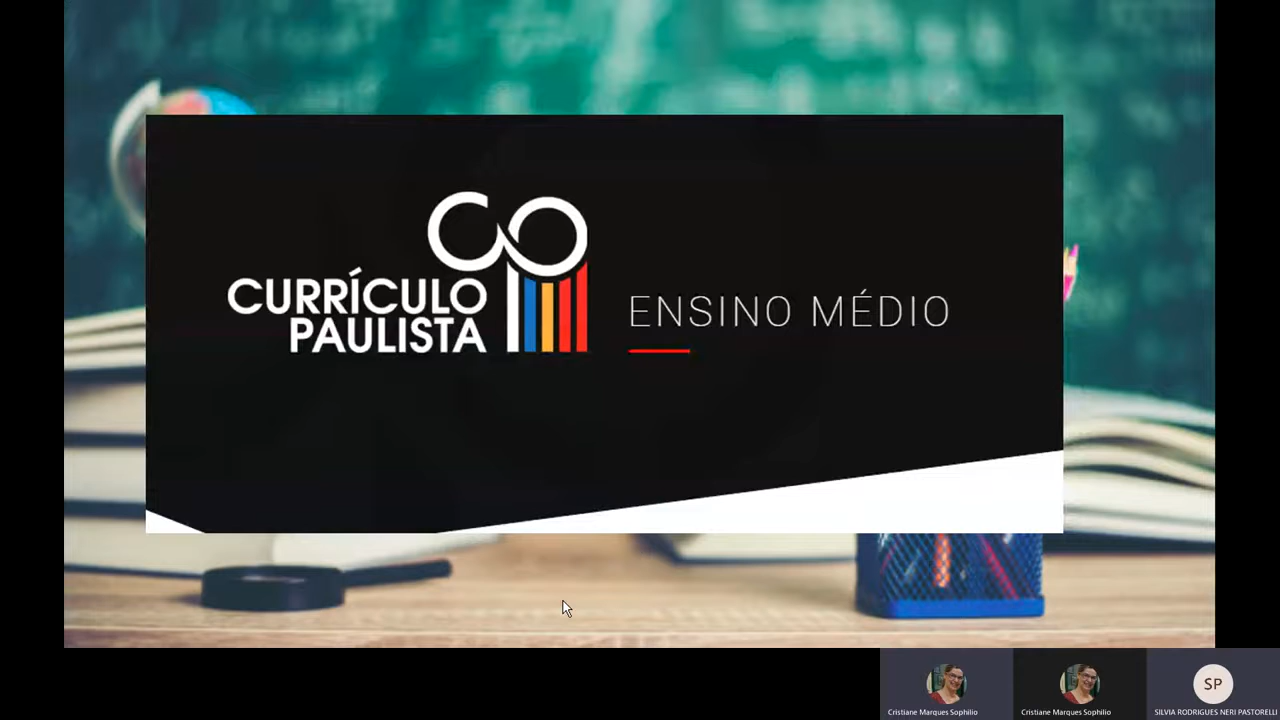 CURRÍCULO
PAULISTA
ENSINO MÉDIO
SP
Cristiane Marques Sophilio
Cristiane Marques Sophilio
SILVIA RODRIGUES NERI PASTORELLI